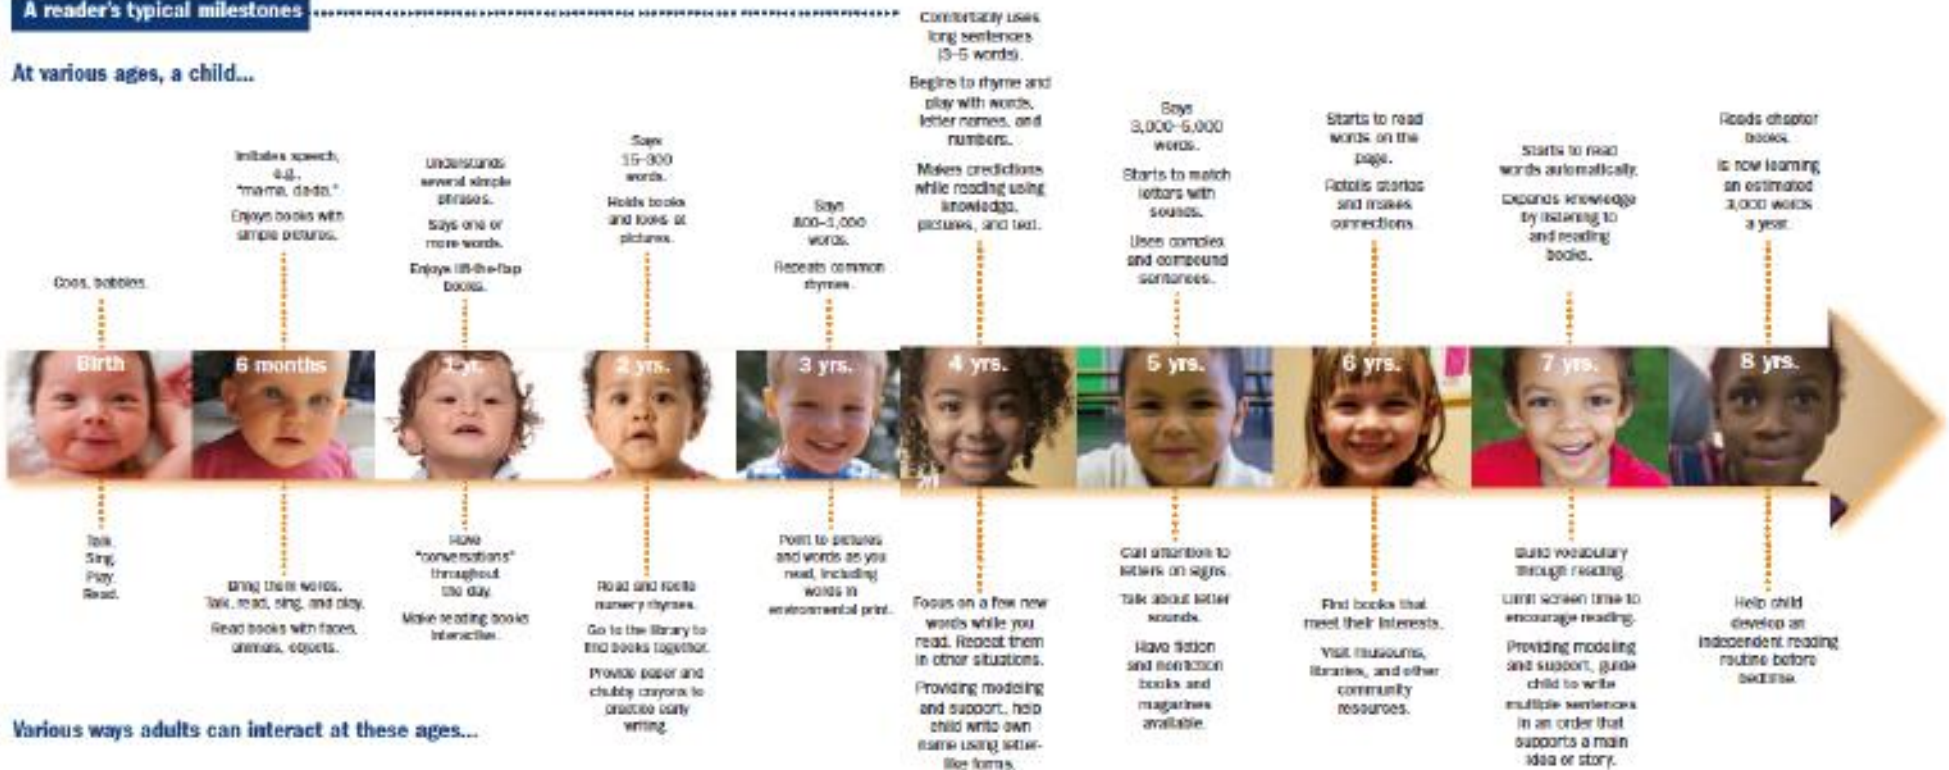 A reader's typical milestones
At various ages, a child...
Coos, babbles.
Imitates speech,
e.g.,
"mama, dada."
Enjoys books with
simple pictures.
Understands
several simple
phrases.
Says one or
more words.
Enjoys lift-the-flap
books.
Says
15–300
words.
Holds books
and looks at
pictures.
Says
800–1,000
words.
Repeats common
rhymes.
Comfortably uses
long sentences
(3–5 words).
Begins to rhyme and
play with words,
letter names, and
numbers.
Makes predictions
while reading using
knowledge,
pictures, and text.
Says
3,000–5,000
words.
Starts to match
letters with
sounds.
Uses complex
and compound
sentences.
Starts to read
words on the
page.
Retells stories
and makes
connections.
Starts to read
words automatically.
Expands knowledge
by listening to
and reading
books.
Reads chapter
books.
Is now learning
an estimated
3,000 words
a year.
Birth
6 months
1 yr.
2 yrs.
3 yrs.
4 yrs.
5 yrs.
6 yrs.
7 yrs.
8 yrs.
Talk.
Sing.
Play.
Read.
Bring them words.
Talk, read, sing, and play.
Read books with faces,
animals, objects.
Have
"conversations"
throughout
the day.
Make reading books
interactive.
Read and recite
nursery rhymes.
Go to the library to
find books together.
Provide paper and
chubby crayons to
practice early
writing.
Point to pictures
and words as you
read, including
words in
environmental print.
Focus on a few new
words while you
read. Repeat them
in other situations.
Providing modeling
and support, help
child write own
name using letter-
like forms.
Call attention to
letters on signs.
Talk about letter
sounds.
Have fiction
and nonfiction
books and
magazines
available.
Find books that
meet their interests.
Visit museums,
libraries, and other
community
resources.
Build vocabulary
through reading.
Limit screen time to
encourage reading.
Providing modeling
and support, guide
child to write
multiple sentences
in an order that
supports a main
idea or story.
Help child
develop an
independent reading
routine before
bedtime.
Various ways adults can interact at these ages...